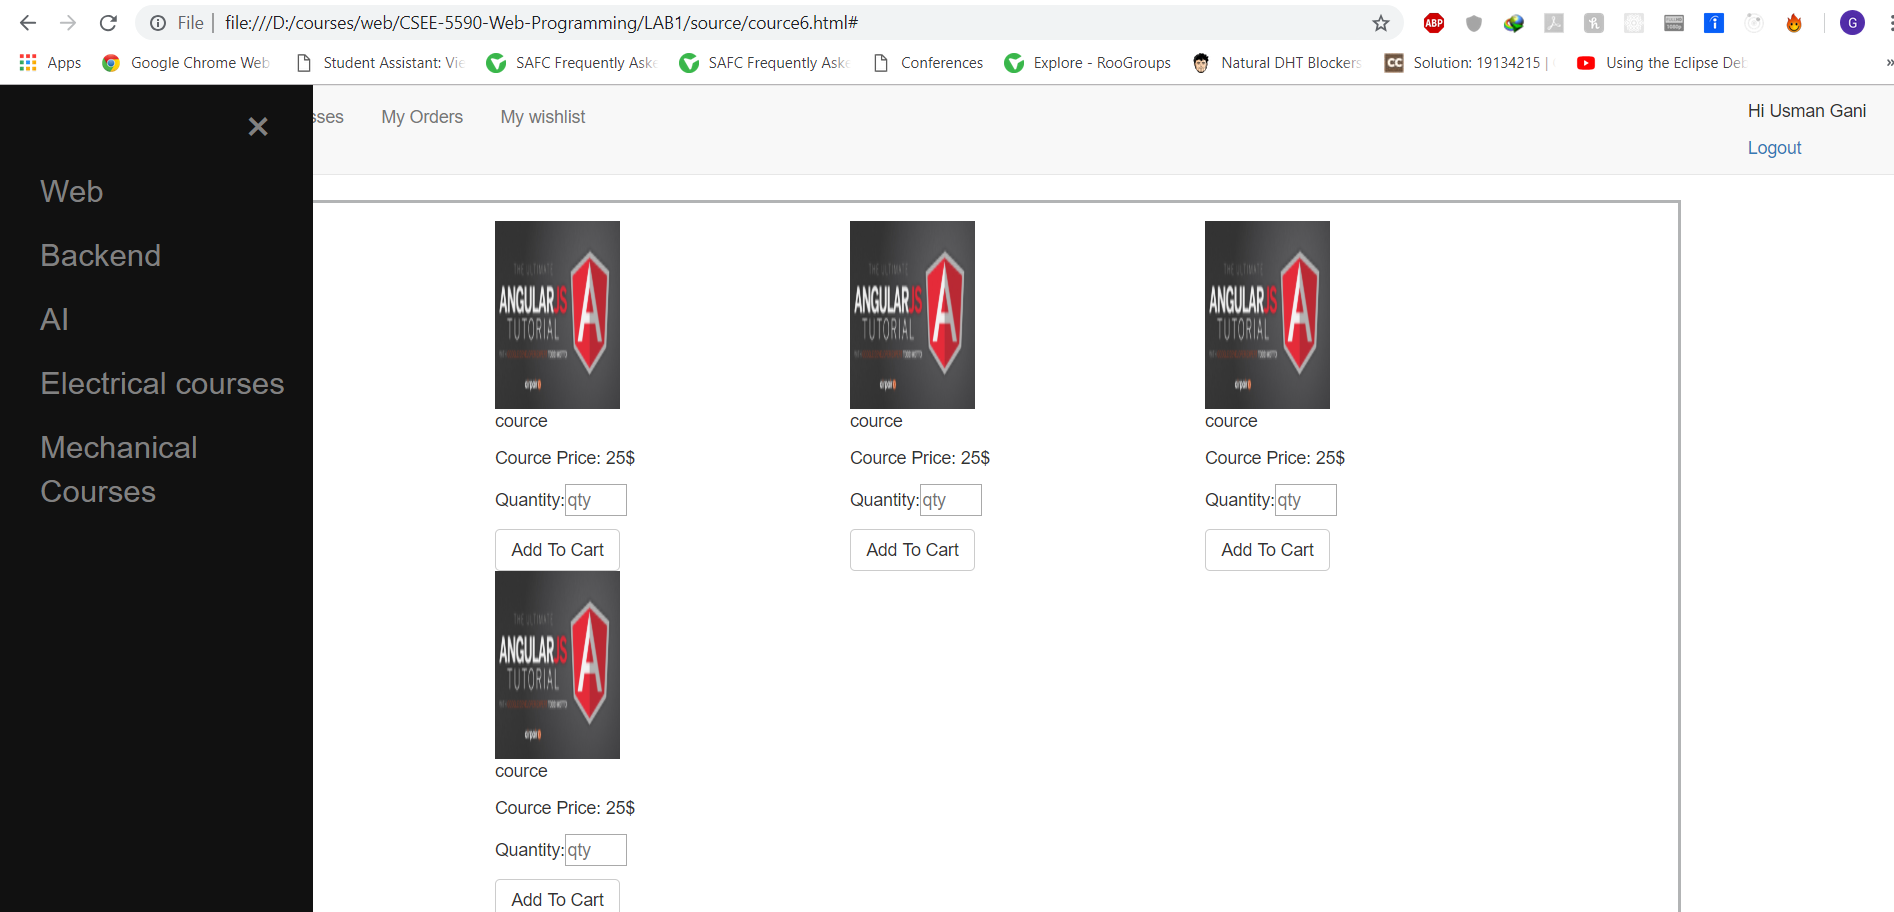 File | file:///D:/courses/web/CSEE-5590-Web-Programming/LAB1/source/cource6.html#
ABP
G
Apps Google Chrome Web Student Assistant: Vie SAFC Frequently Aske SAFC Frequently Aske Conferences Explore - RooGroups Natural DHT Blockers CC Solution: 19134215 | Using the Eclipse Deb »
× sses My Orders My wishlist Hi Usman Gani
Logout
Web
Backend
AI
Electrical courses
Mechanical
Courses
THE ULTIMATE
ANGULARJS
TUTORIAL
cource
Cource Price: 25$
Quantity: qty
Add To Cart
THE ULTIMATE
ANGULARJS
TUTORIAL
cource
Cource Price: 25$
Quantity: qty
Add To Cart
THE ULTIMATE
ANGULARJS
TUTORIAL
cource
Cource Price: 25$
Quantity: qty
Add To Cart
THE ULTIMATE
ANGULARJS
TUTORIAL
cource
Cource Price: 25$
Quantity: qty
Add To Cart